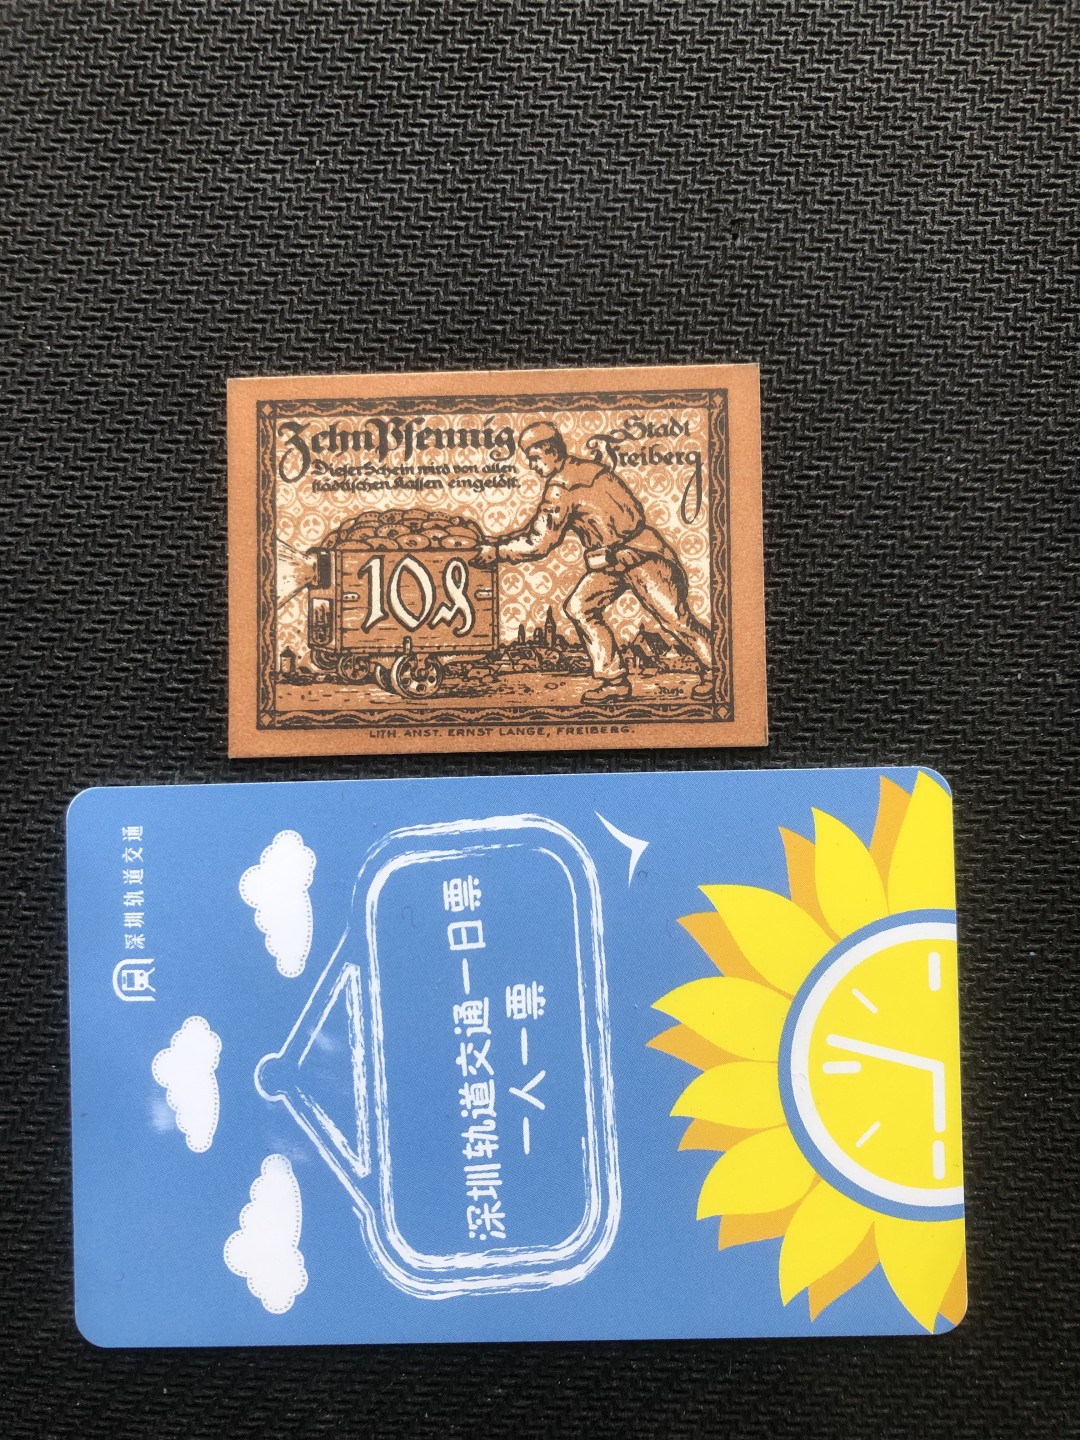 Zehn Pfennig
Dieser Schein wird von allen
städtischen Kassen eingelöst.
Stadt
Freiberg
10₰
LITH. ANST. ERNST LANGE, FREIBERG.
深圳轨道交通
深圳轨道交通一日票
一人一票